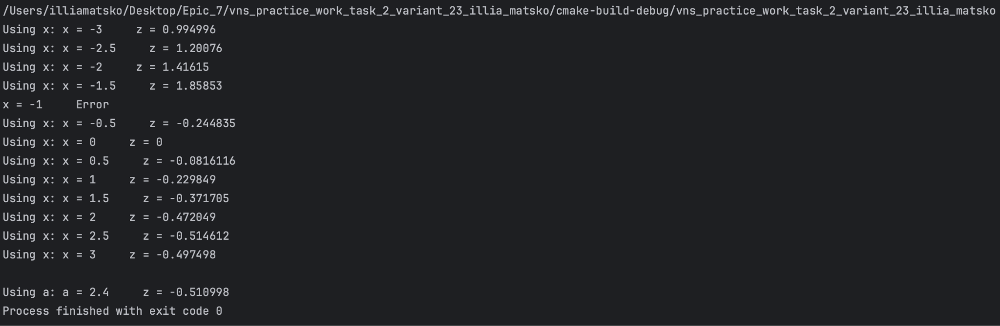 /Users/illiamatsko/Desktop/Epic_7/vns_practice_work_task_2_variant_23_illia_matsko/cmake-build-debug/vns_practice_work_task_2_variant_23_illia_matsko
Using x: x = -3     z = 0.994996
Using x: x = -2.5     z = 1.20076
Using x: x = -2     z = 1.41615
Using x: x = -1.5     z = 1.85853
x = -1     Error
Using x: x = -0.5     z = -0.244835
Using x: x = 0     z = 0
Using x: x = 0.5     z = -0.0816116
Using x: x = 1     z = -0.229849
Using x: x = 1.5     z = -0.371705
Using x: x = 2     z = -0.472049
Using x: x = 2.5     z = -0.514612
Using x: x = 3     z = -0.497498
Using a: a = 2.4     z = -0.510998
Process finished with exit code 0